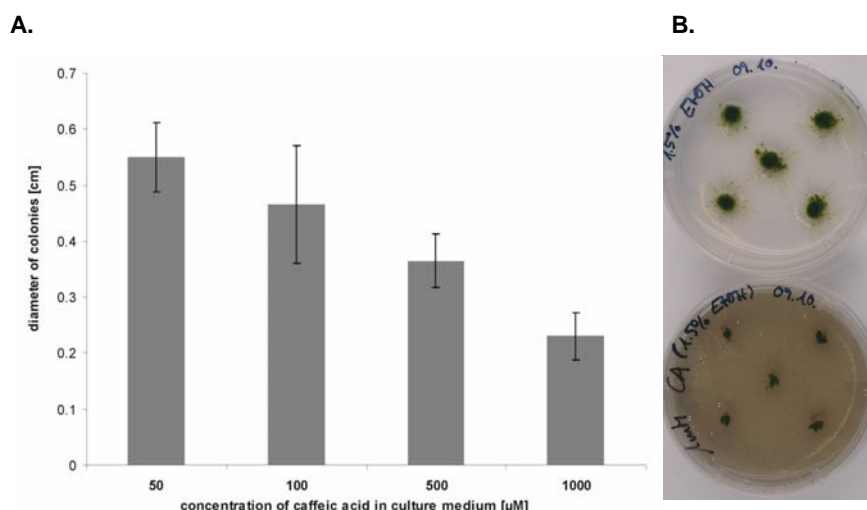 A.
B.
0.7
0.6
0.5
0.4
0.3
0.2
0.1
0
diameter of colonies [cm]
50 100 500 1000
concentration of caffeic acid in culture medium [µM]
1.5% EtOH 09.10.
1mM CA (1.5% EtOH) 09.10.